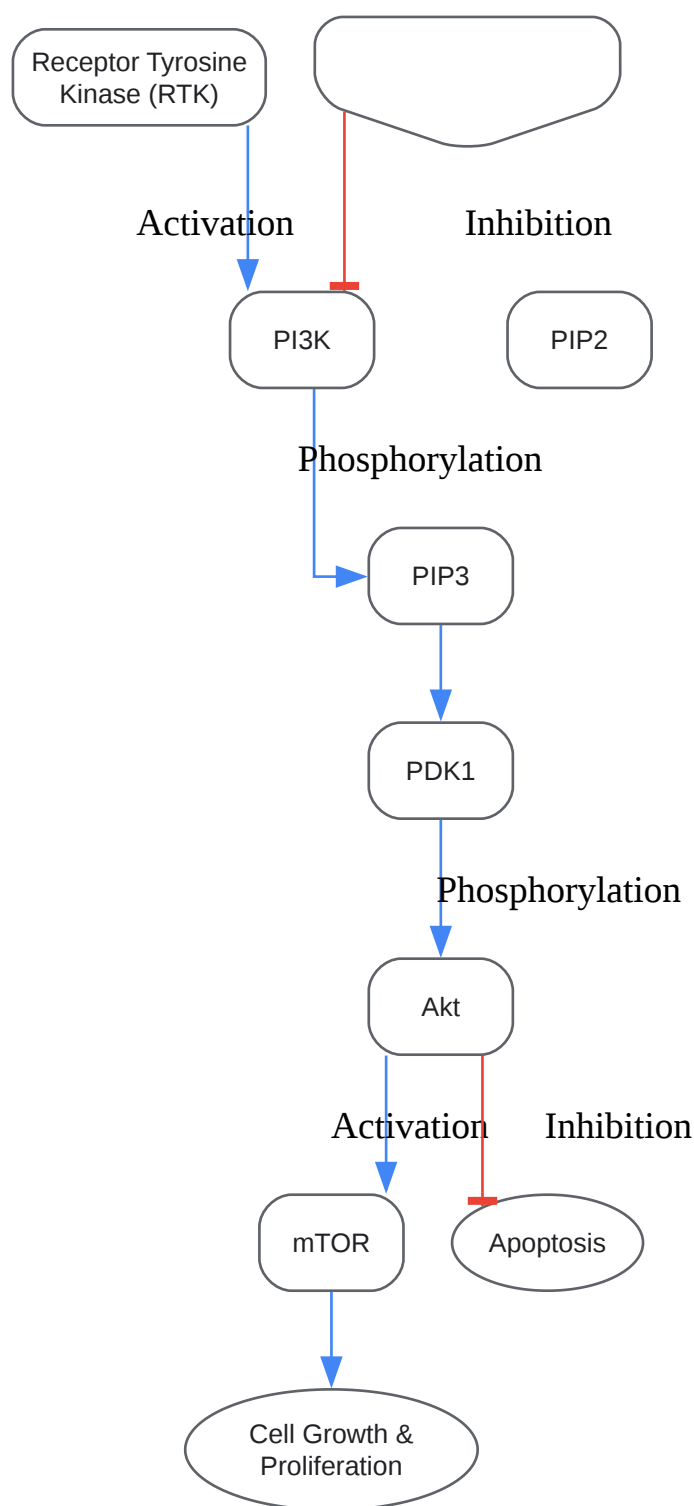 Receptor Tyrosine
Kinase (RTK)
Activation
Inhibition
PI3K
PIP2
Phosphorylation
PIP3
PDK1
Phosphorylation
Akt
Activation
Inhibition
mTOR
Apoptosis
Cell Growth &
Proliferation